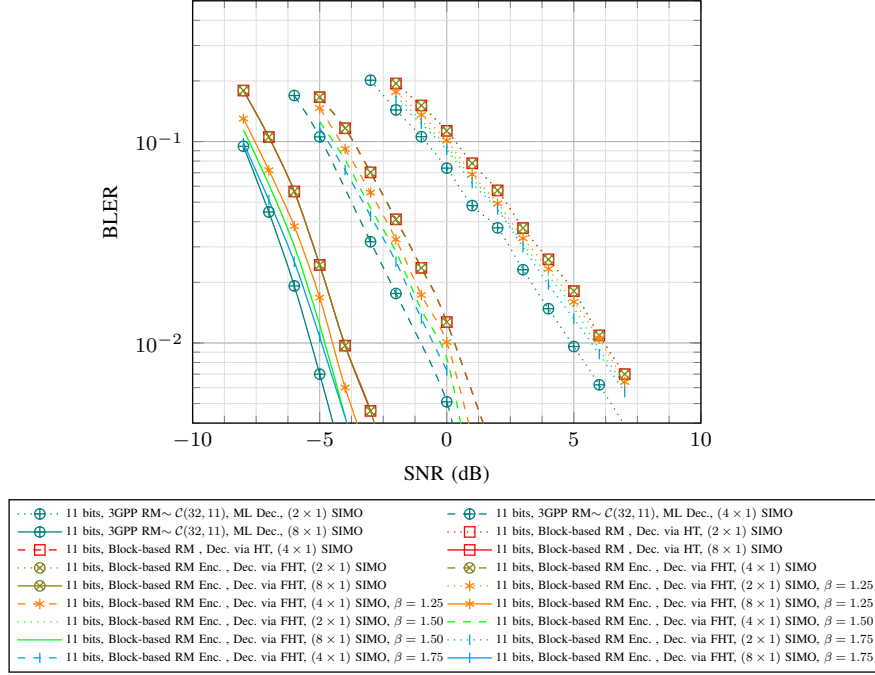 10^{-1}
10^{-2}
BLER
−10
−5
0
5
10
SNR (dB)
11 bits, 3GPP RM∼ 𝒞(32, 11), ML Dec., (2 × 1) SIMO
11 bits, 3GPP RM∼ 𝒞(32, 11), ML Dec., (4 × 1) SIMO
11 bits, 3GPP RM∼ 𝒞(32, 11), ML Dec., (8 × 1) SIMO
11 bits, Block-based RM , Dec. via HT, (2 × 1) SIMO
11 bits, Block-based RM , Dec. via HT, (4 × 1) SIMO
11 bits, Block-based RM , Dec. via HT, (8 × 1) SIMO
11 bits, Block-based RM Enc. , Dec. via FHT, (2 × 1) SIMO
11 bits, Block-based RM Enc. , Dec. via FHT, (4 × 1) SIMO
11 bits, Block-based RM Enc. , Dec. via FHT, (8 × 1) SIMO
11 bits, Block-based RM Enc. , Dec. via FHT, (2 × 1) SIMO, β = 1.25
11 bits, Block-based RM Enc. , Dec. via FHT, (4 × 1) SIMO, β = 1.25
11 bits, Block-based RM Enc. , Dec. via FHT, (8 × 1) SIMO, β = 1.25
11 bits, Block-based RM Enc. , Dec. via FHT, (2 × 1) SIMO, β = 1.50
11 bits, Block-based RM Enc. , Dec. via FHT, (4 × 1) SIMO, β = 1.50
11 bits, Block-based RM Enc. , Dec. via FHT, (8 × 1) SIMO, β = 1.50
11 bits, Block-based RM Enc. , Dec. via FHT, (2 × 1) SIMO, β = 1.75
11 bits, Block-based RM Enc. , Dec. via FHT, (4 × 1) SIMO, β = 1.75
11 bits, Block-based RM Enc. , Dec. via FHT, (8 × 1) SIMO, β = 1.75